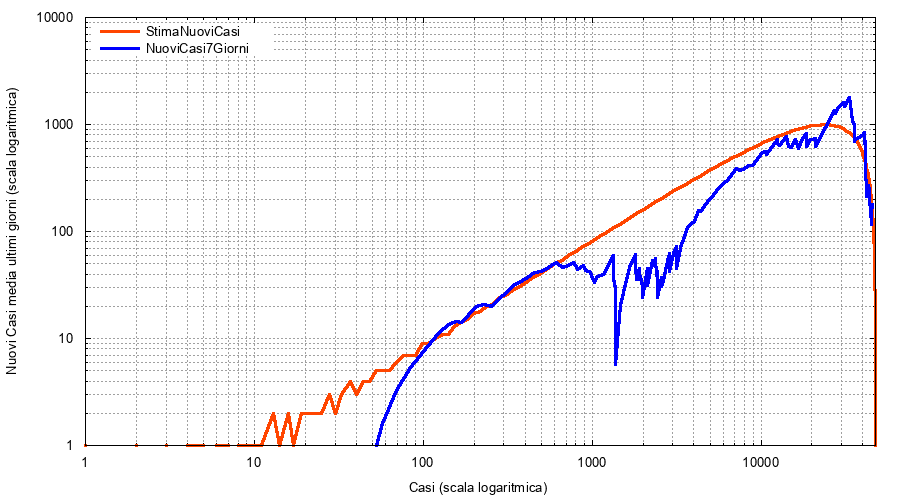 10000
StimaNuoviCasi
NuoviCasi7Giorni
1000
100
10
1
Nuovi Casi media ultimi giorni (scala logaritmica)
1 10 100 1000 10000
Casi (scala logaritmica)